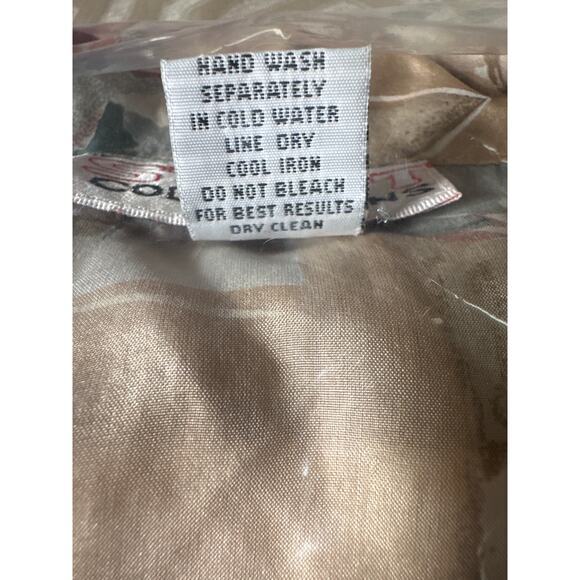 HAND WASH
SEPARATELY
IN COLD WATER
LINE DRY
COOL IRON
DO NOT BLEACH
FOR BEST RESULTS
DRY CLEAN